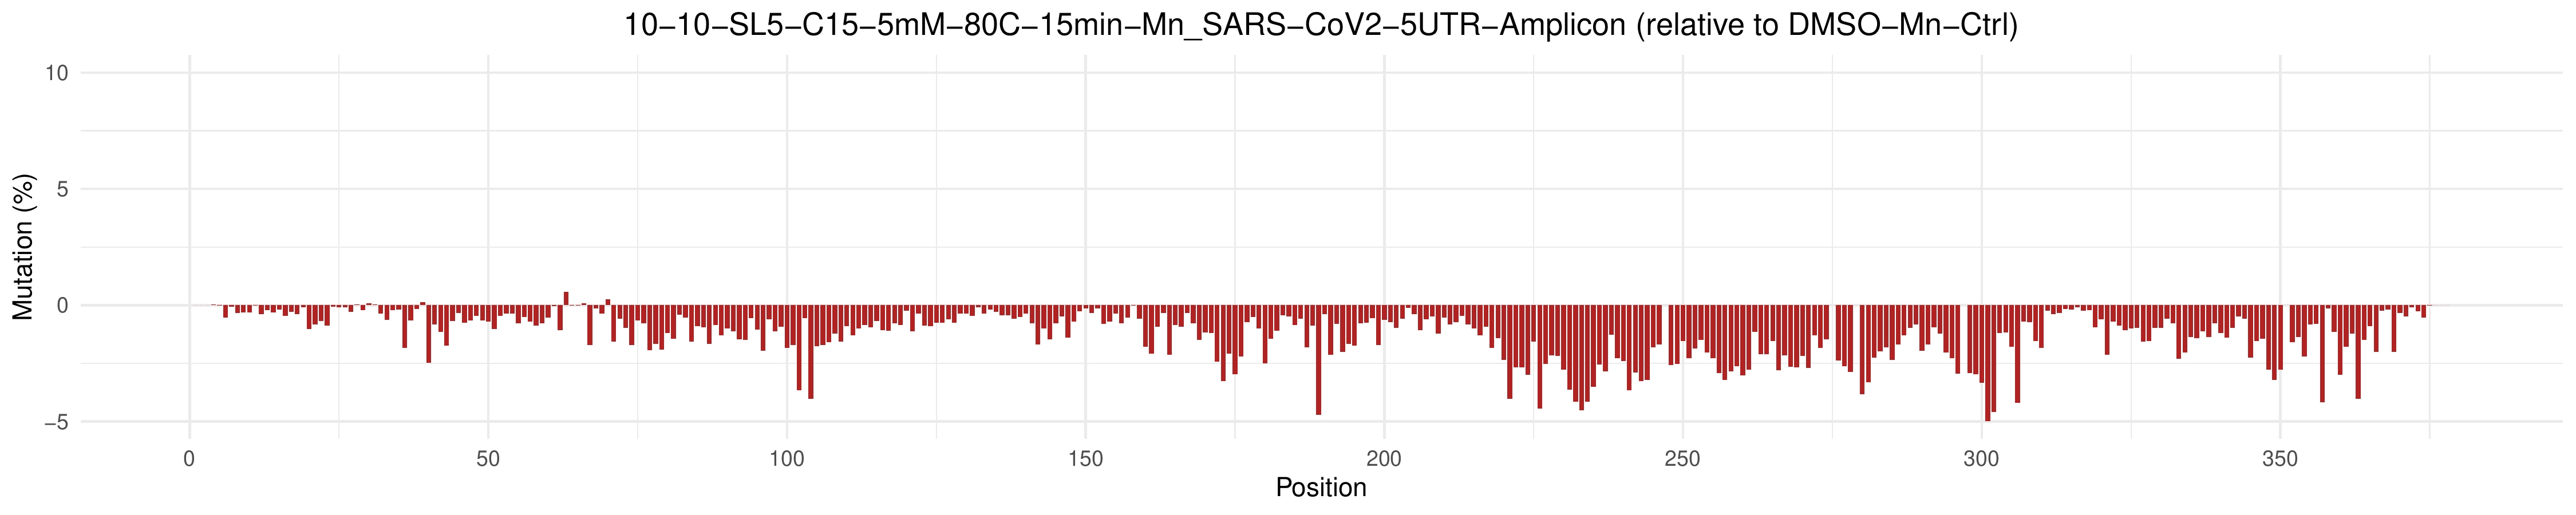 10−10−SL5−C15−5mM−80C−15min−Mn_SARS−CoV2−5UTR−Amplicon (relative to DMSO−Mn−Ctrl)
Mutation (%)
10
5
0
−5
0 50 100 150 200 250 300 350
Position